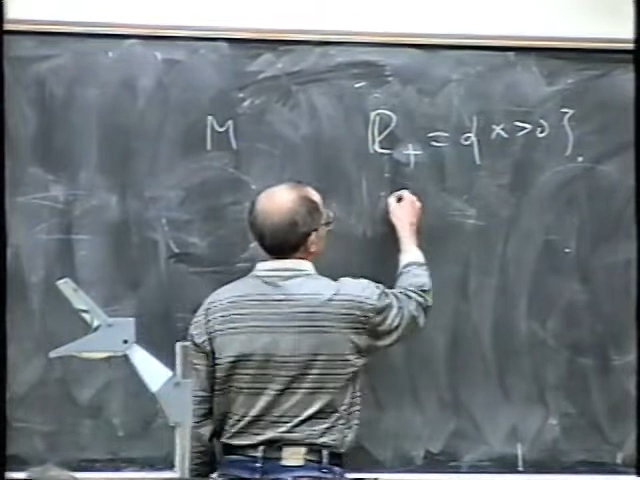 M ℝ₊ = { x > 0 }.